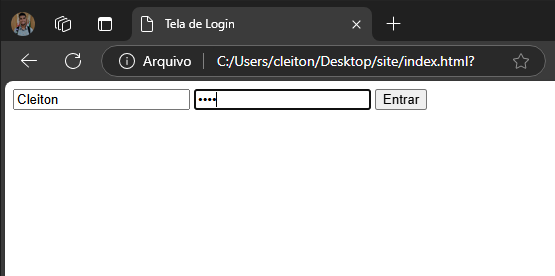 Tela de Login
Arquivo C:/Users/cleiton/Desktop/site/index.html?
Cleiton •••• Entrar